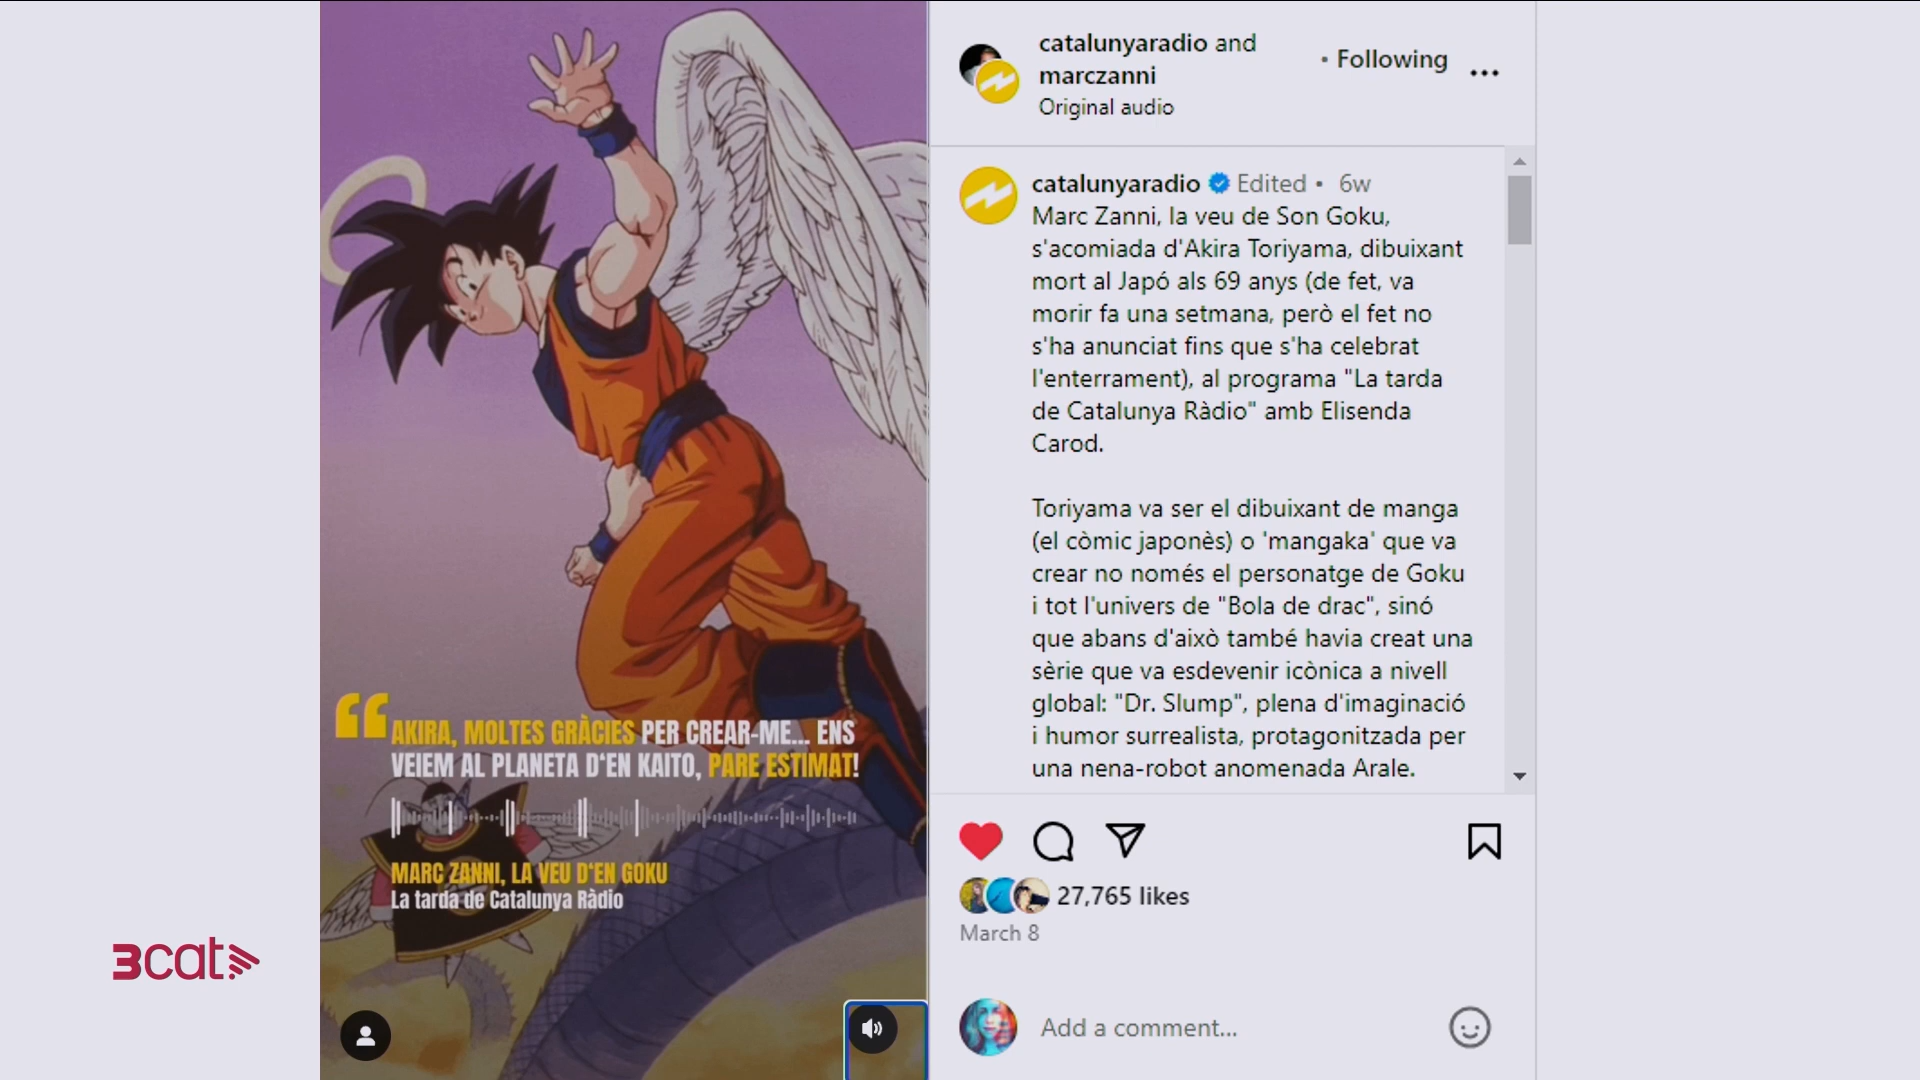 “AKIRA, MOLTES GRÀCIES PER CREAR-ME... ENS
VEIEM AL PLANETA D'EN KAITO, PARE ESTIMAT!
MARC ZANNI, LA VEU D'EN GOKU
La tarda de Catalunya Ràdio
3cat
catalunyaradio and
marczanni
• Following
Original audio
catalunyaradio Edited • 6w
Marc Zanni, la veu de Son Goku,
s'acomiada d'Akira Toriyama, dibuixant
mort al Japó als 69 anys (de fet, va
morir fa una setmana, però el fet no
s'ha anunciat fins que s'ha celebrat
l'enterrament), al programa "La tarda
de Catalunya Ràdio" amb Elisenda
Carod.
Toriyama va ser el dibuixant de manga
(el còmic japonès) o 'mangaka' que va
crear no només el personatge de Goku
i tot l'univers de "Bola de drac", sinó
que abans d'això també havia creat una
sèrie que va esdevenir icònica a nivell
global: "Dr. Slump", plena d'imaginació
i humor surrealista, protagonitzada per
una nena-robot anomenada Arale.
27,765 likes
March 8
Add a comment...